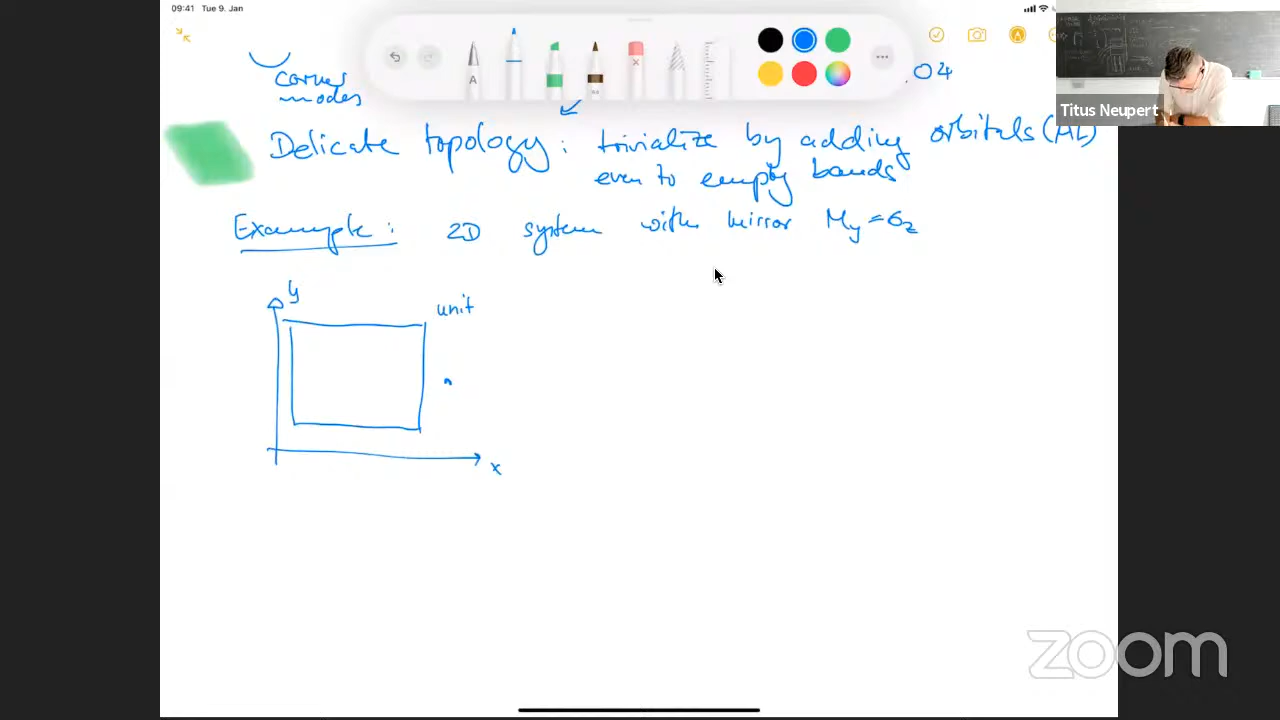 09:41 Tue 9. Jan
A
04
corner
modes
Delicate topology: trivialize by adding orbitals (AL)
even to empty bands
Example: 2D system with mirror My = σz
y
unit
x
Titus Neupert
zoom